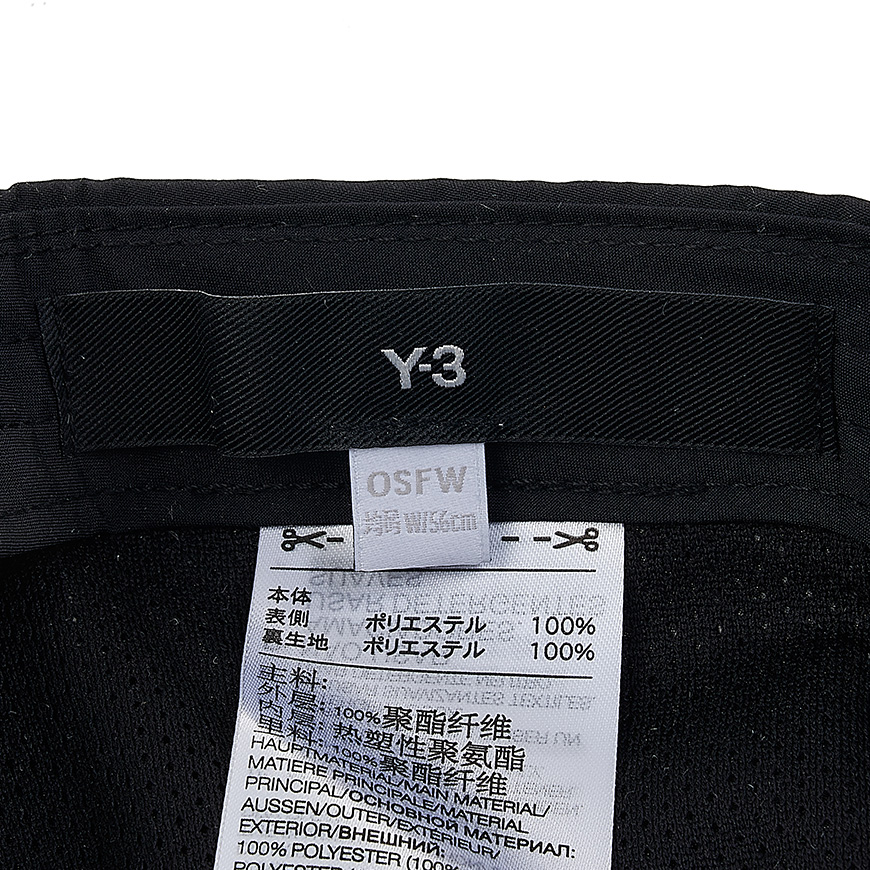 Y-3
OSFW
均码 W/56cm
本体
表側 ポリエステル 100%
裏生地 ポリエステル 100%
主料:
外层: 100%聚酯纤维
内层: 热塑性聚氨酯
里料: 100%聚酯纤维
HAUPTMATERIAL/MAIN MATERIAL/
MATIERE PRINCIPALE/MATERIAL
PRINCIPAL/ОСНОВНОЙ МАТЕРИАЛ:
AUSSEN/OUTER/EXTERIEUR/
EXTERIOR/ВНЕШНИЙ:
100% POLYESTER (100%